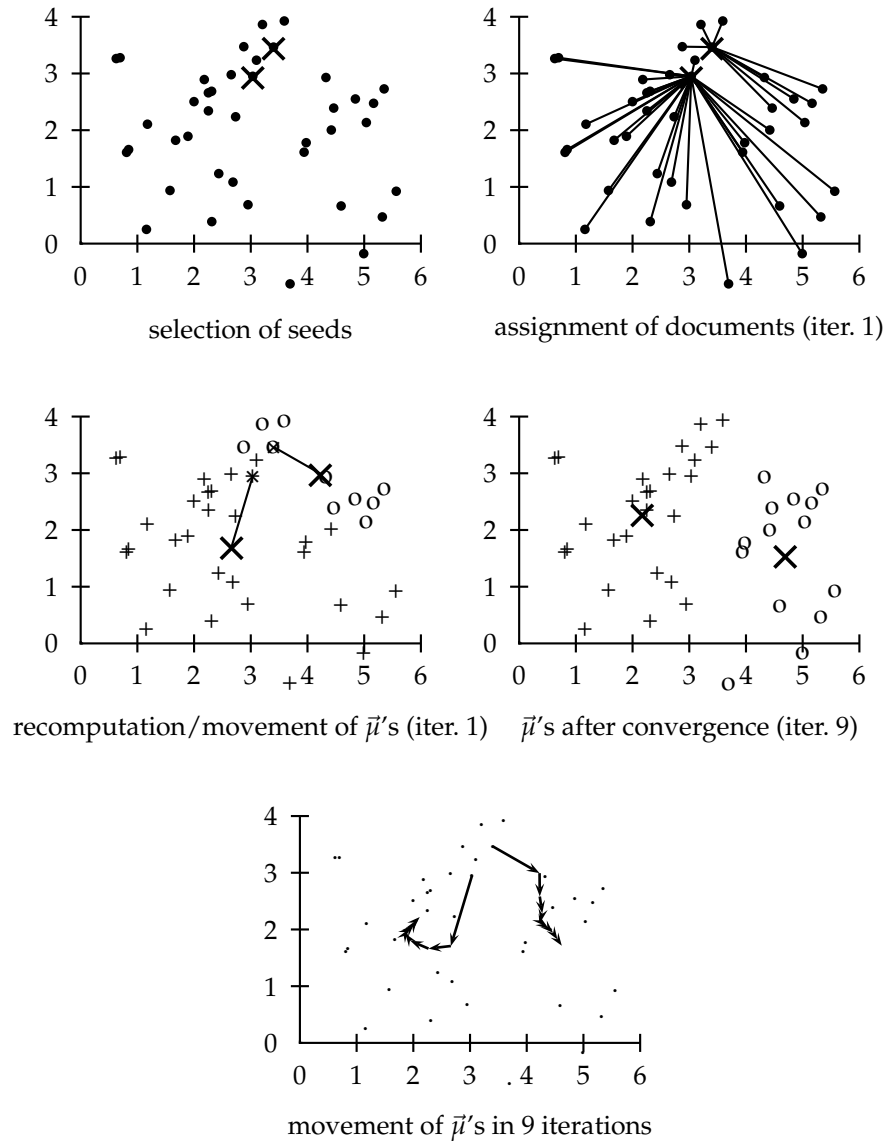 4
3
2
1
0
0 1 2 3 4 5 6
selection of seeds
4
3
2
1
0
0 1 2 3 4 5 6
assignment of documents (iter. 1)
4
3
2
1
0
0 1 2 3 4 5 6
recomputation/movement of μ⃗'s (iter. 1)
4
3
2
1
0
0 1 2 3 4 5 6
μ⃗'s after convergence (iter. 9)
4
3
2
1
0
0 1 2 3 4 5 6
movement of μ⃗'s in 9 iterations